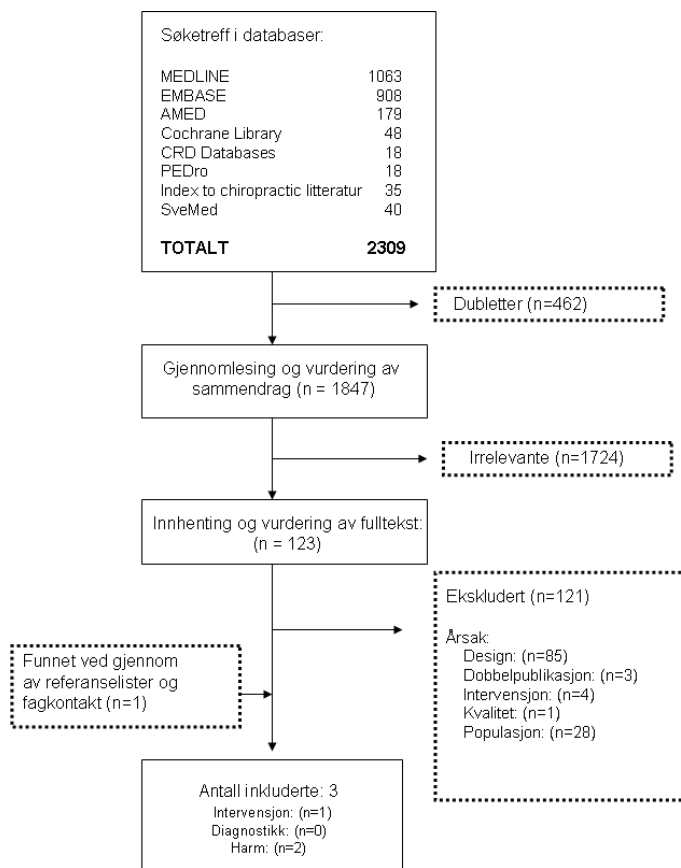 Søketreff i databaser:
MEDLINE 1063
EMBASE 908
AMED 179
Cochrane Library 48
CRD Databases 18
PEDro 18
Index to chiropractic litteratur 35
SveMed 40
TOTALT 2309
Dubletter (n=462)
Gjennomlesing og vurdering av
sammendrag (n = 1847)
Irrelevante (n=1724)
Innhenting og vurdering av fulltekst:
(n = 123)
Ekskludert (n=121)
Årsak:
Design: (n=85)
Dobbelpublikasjon: (n=3)
Intervensjon: (n=4)
Kvalitet: (n=1)
Populasjon: (n=28)
Funnet ved gjennom
av referanselister og
fagkontakt (n=1)
Antall inkluderte: 3
Intervensjon: (n=1)
Diagnostikk: (n=0)
Harm: (n=2)